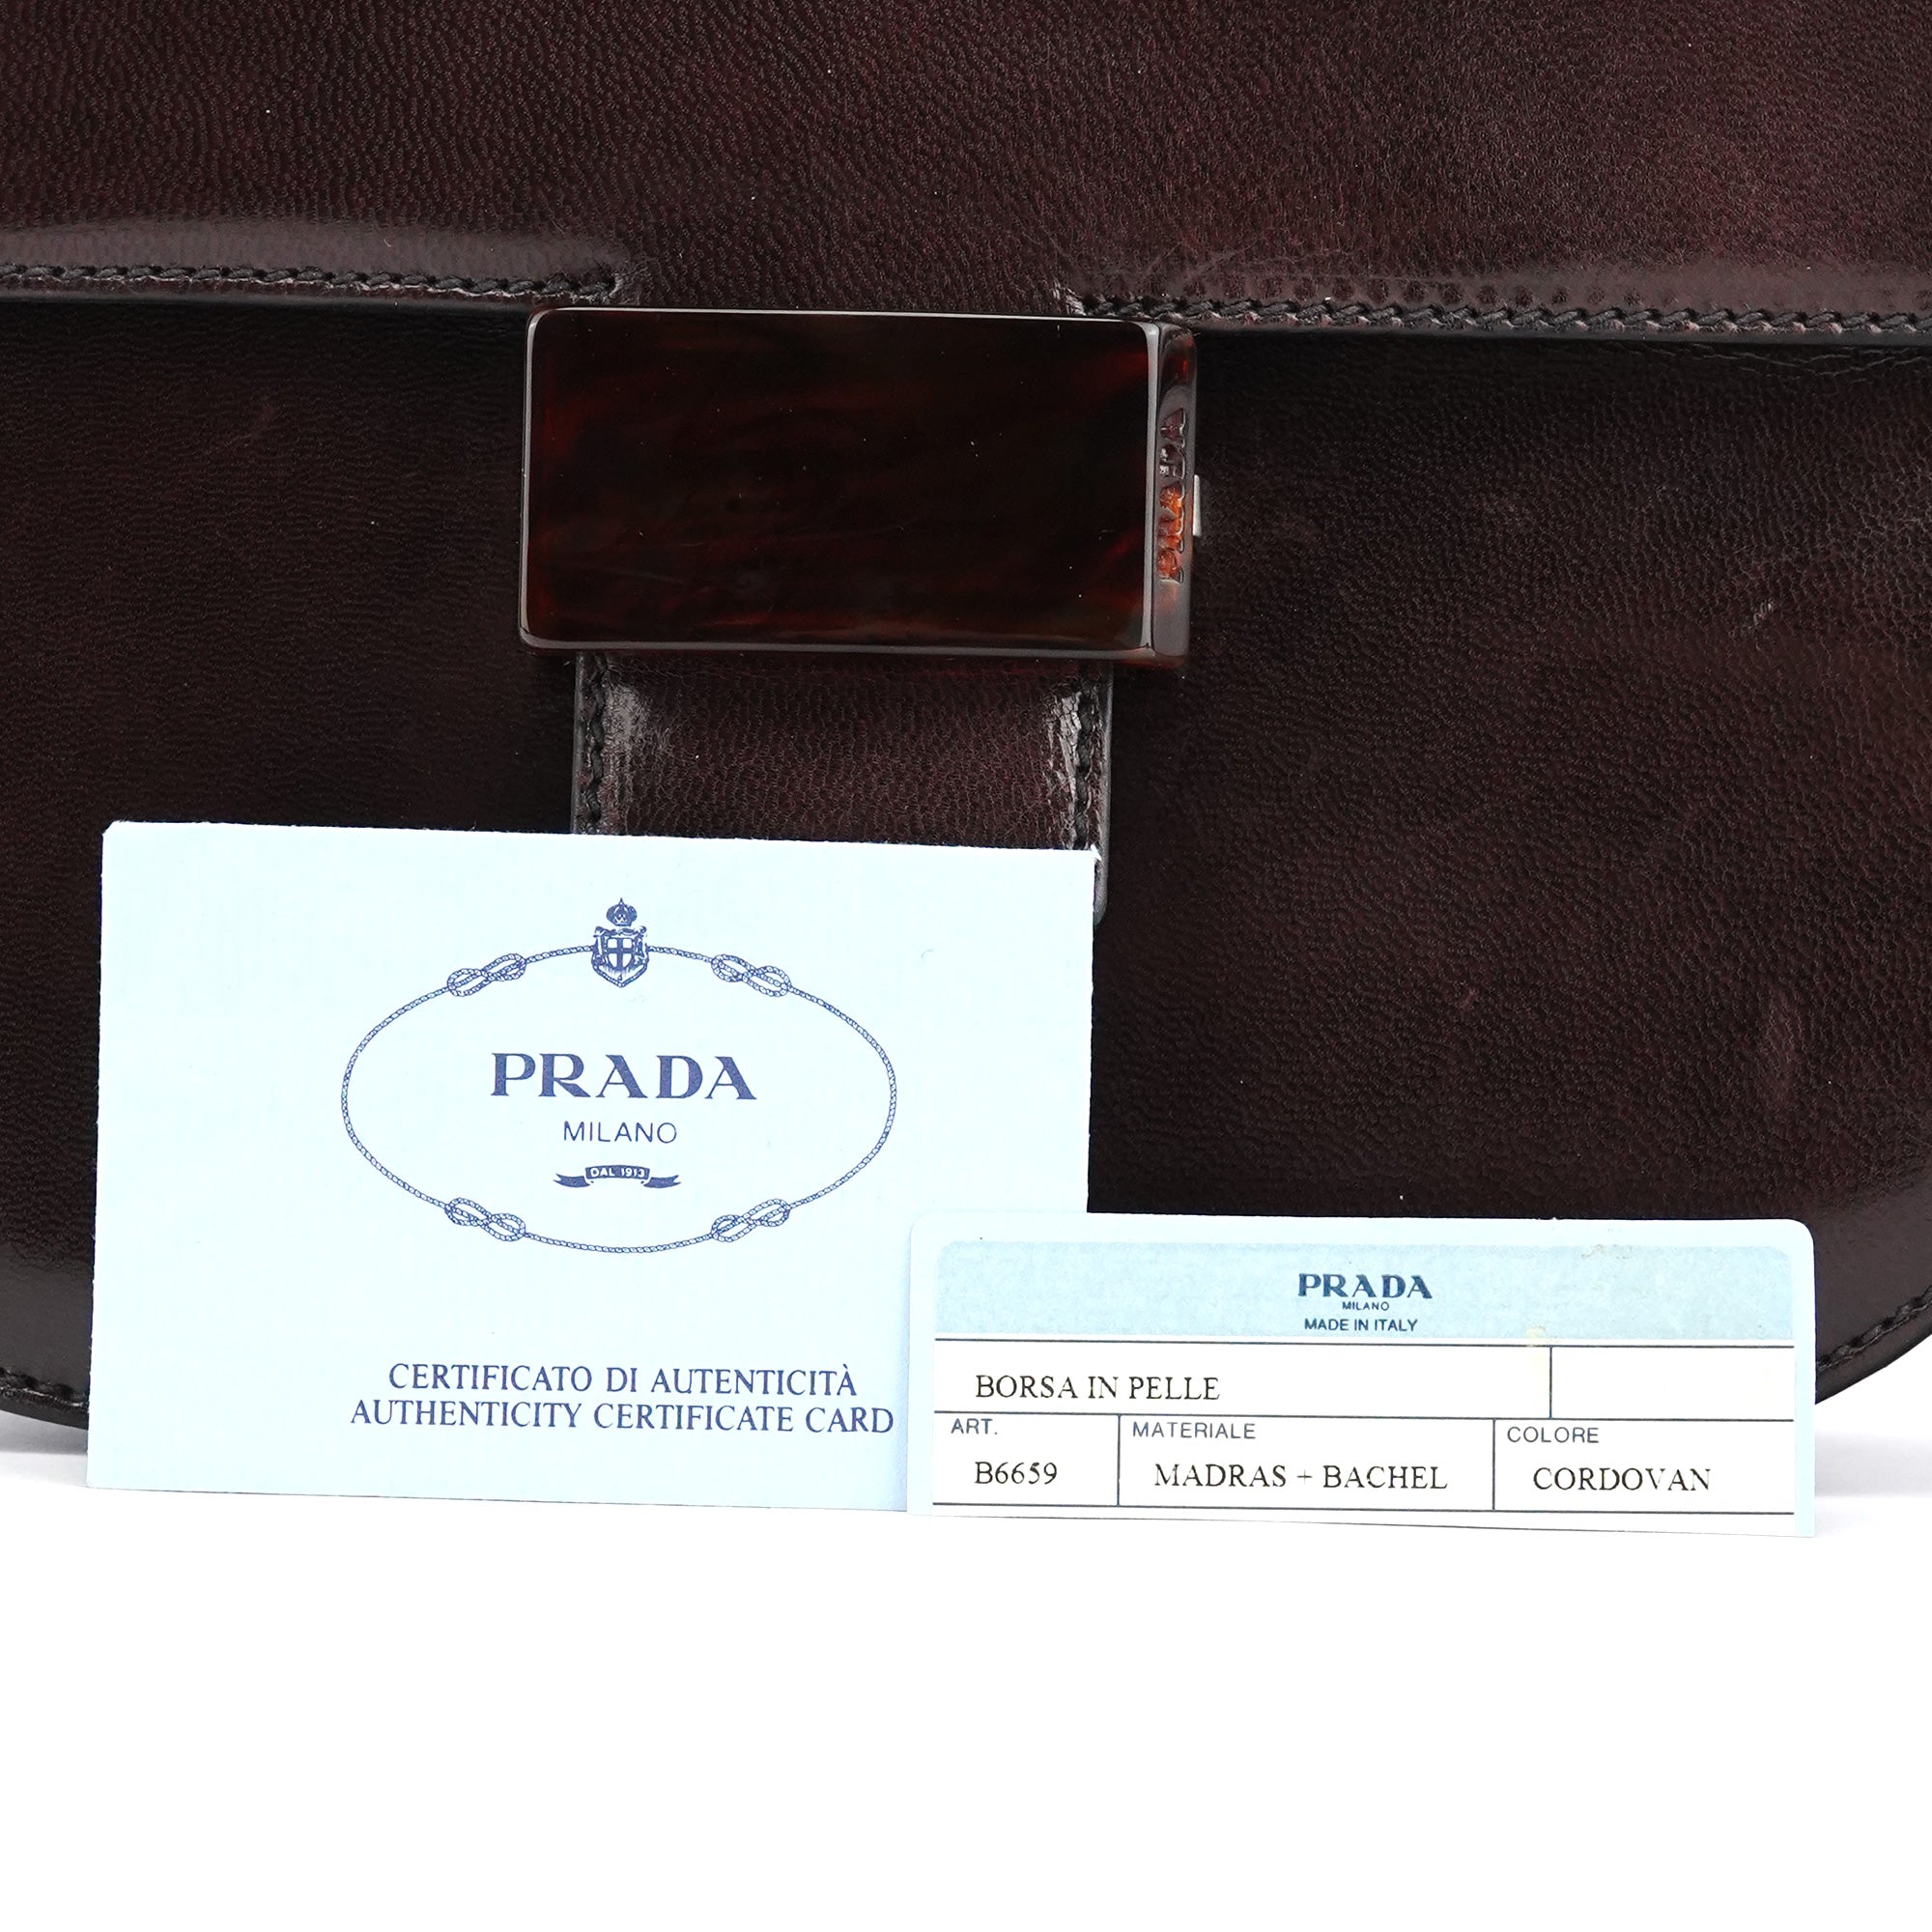 PRADA
PRADA
MILANO
DAL 1913
CERTIFICATO DI AUTENTICITÀ
AUTHENTICITY CERTIFICATE CARD
PRADA
MILANO
MADE IN ITALY
BORSA IN PELLE
ART. MATERIALE COLORE
B6659 MADRAS + BACHEL CORDOVAN